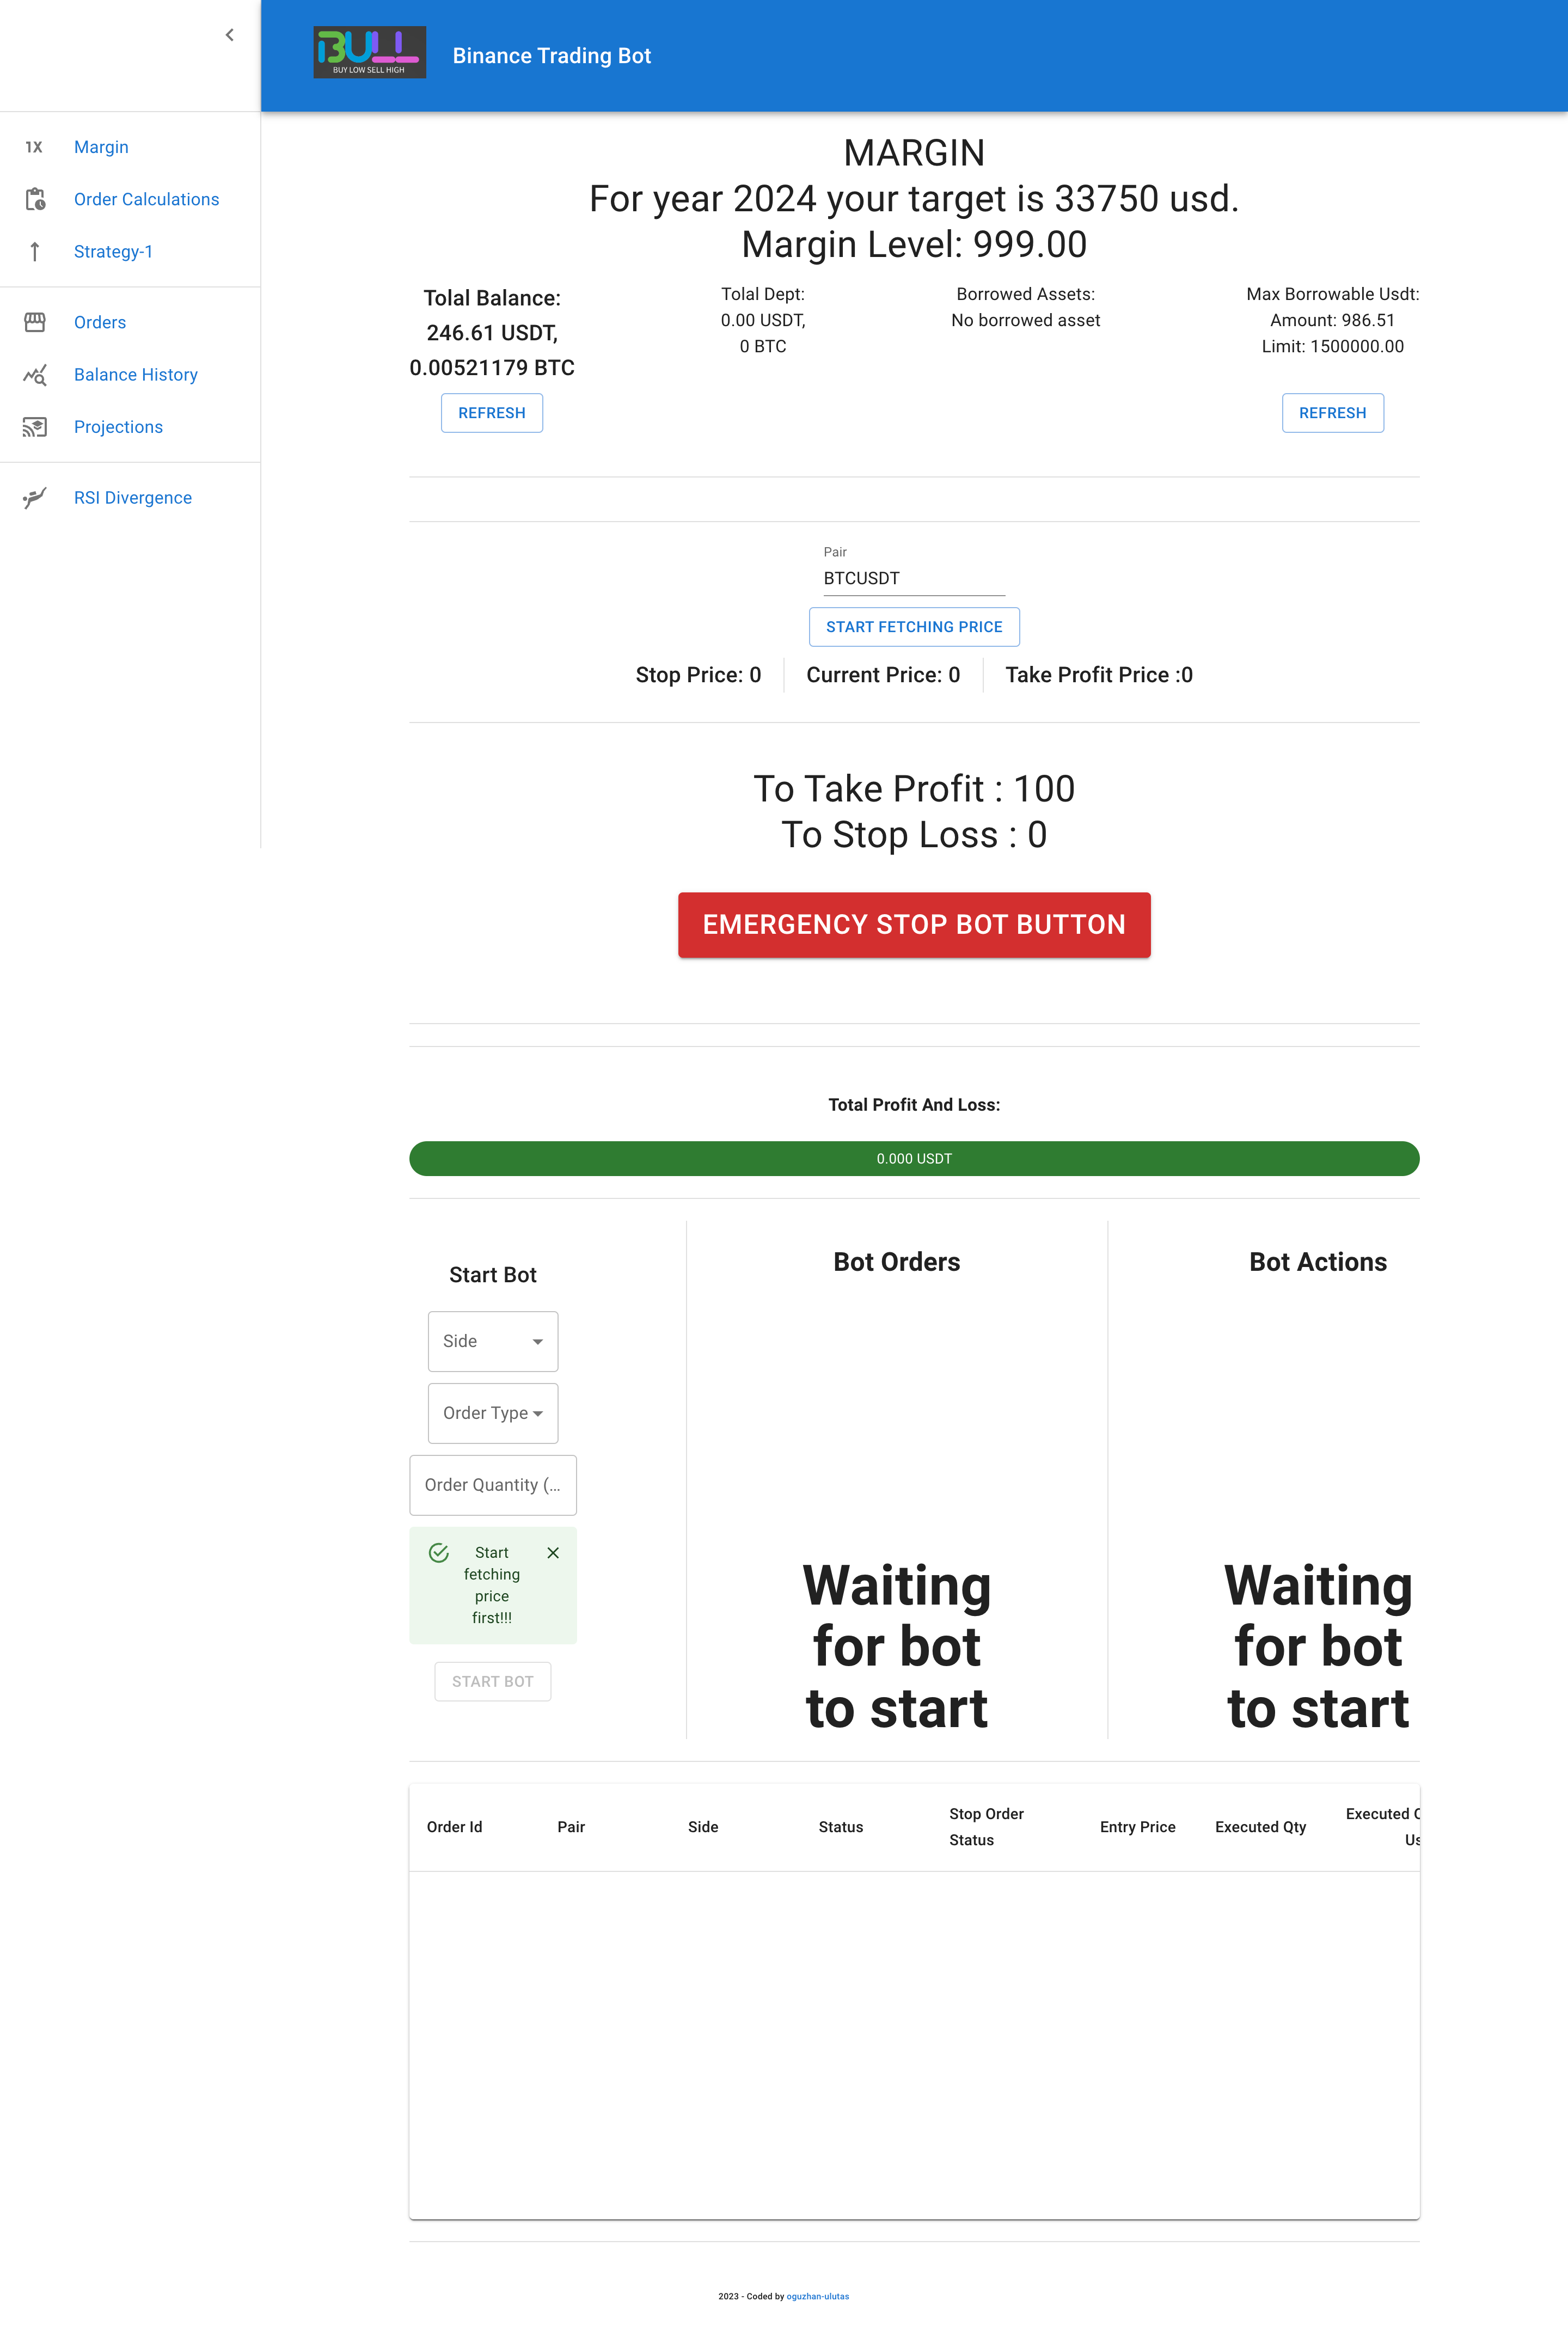 BULL
BUY LOW SELL HIGH
Binance Trading Bot
1X Margin
Order Calculations
Strategy-1
Orders
Balance History
Projections
RSI Divergence
MARGIN
For year 2024 your target is 33750 usd.
Margin Level: 999.00
Tolal Balance:
246.61 USDT,
0.00521179 BTC
REFRESH
Tolal Dept:
0.00 USDT,
0 BTC
Borrowed Assets:
No borrowed asset
Max Borrowable Usdt:
Amount: 986.51
Limit: 1500000.00
REFRESH
Pair
BTCUSDT
START FETCHING PRICE
Stop Price: 0
Current Price: 0
Take Profit Price :0
To Take Profit : 100
To Stop Loss : 0
EMERGENCY STOP BOT BUTTON
Total Profit And Loss:
0.000 USDT
Start Bot
Side
Order Type
Order Quantity (...
Start
fetching
price
first!!!
START BOT
Bot Orders
Waiting
for bot
to start
Bot Actions
Waiting
for bot
to start
Order Id
Pair
Side
Status
Stop Order
Status
Entry Price
Executed Qty
Executed
2023 - Coded by oguzhan-ulutas